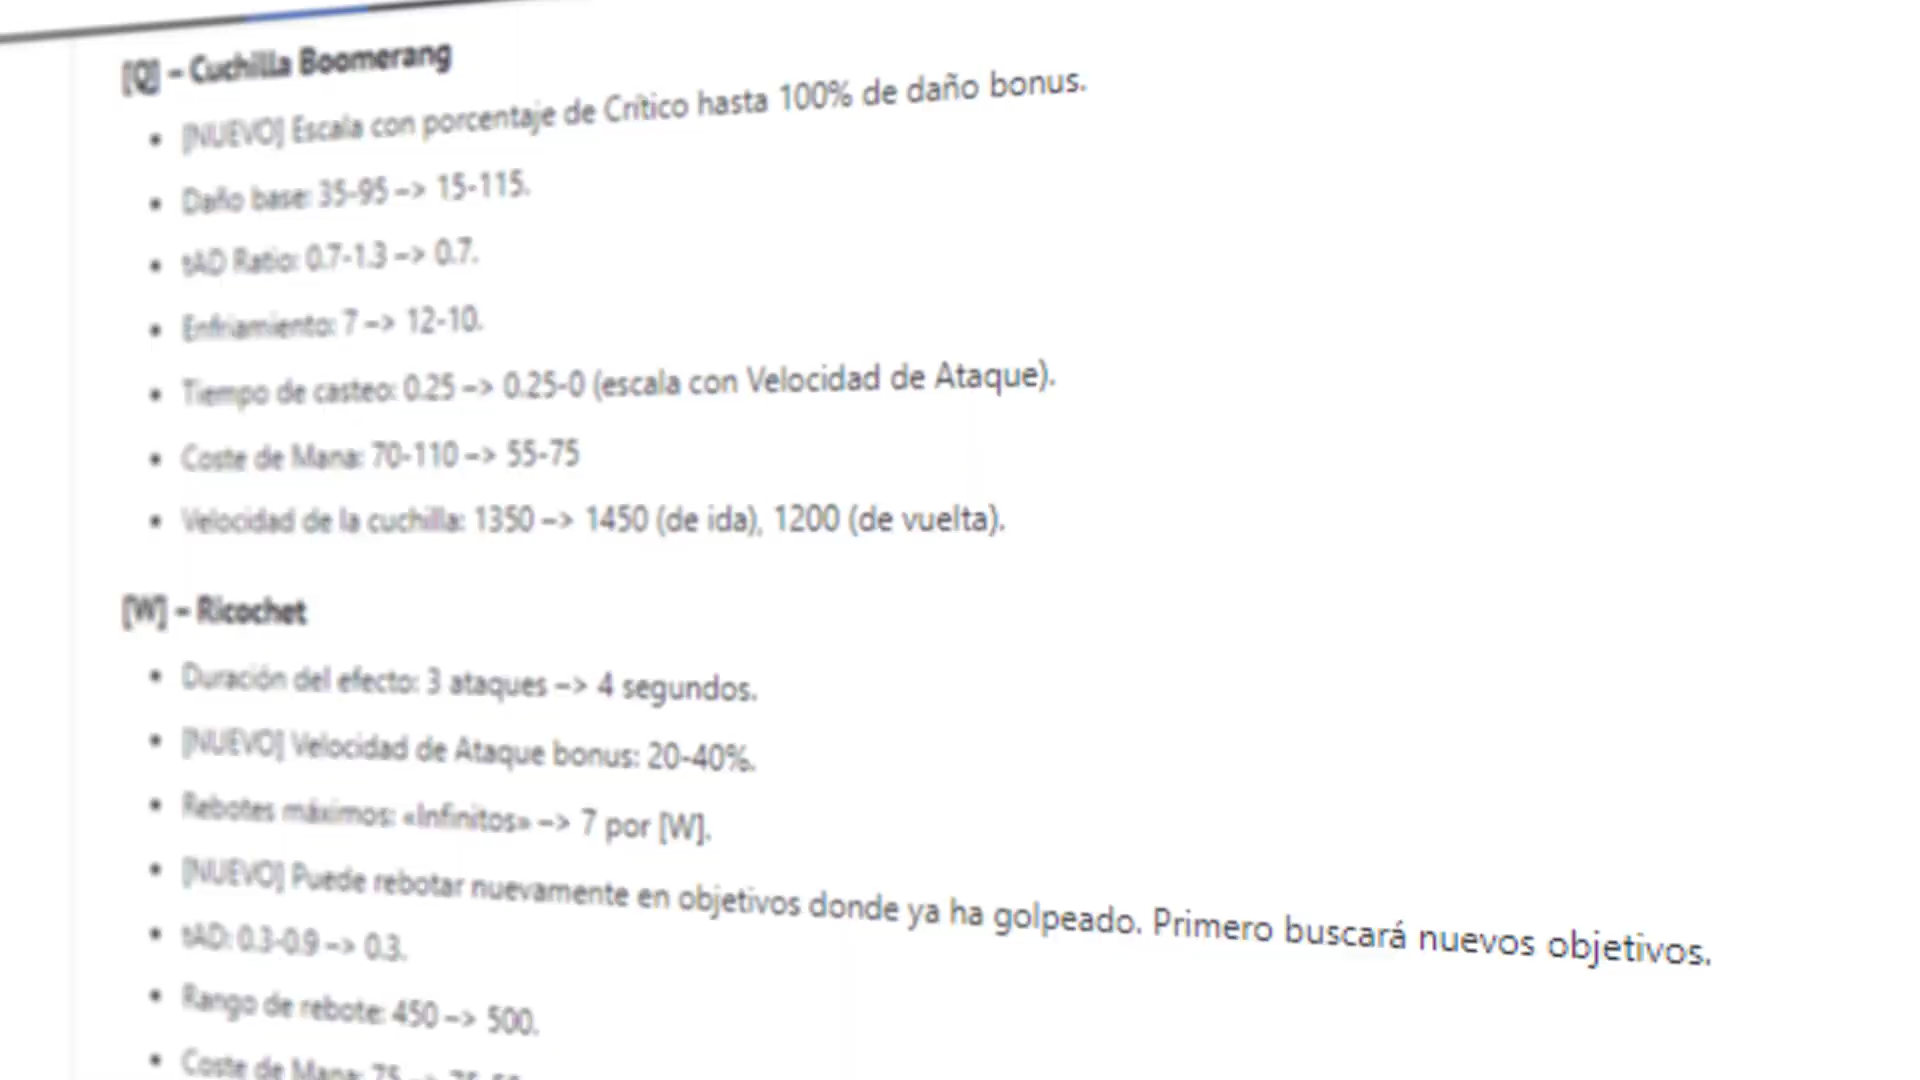 [Q] – Cuchilla Boomerang
[NUEVO] Escala con porcentaje de Crítico hasta 100% de daño bonus.
Daño base: 35-95 –> 15-115.
tAD Ratio: 0.7-1.3 –> 0.7.
Enfriamiento: 7 –> 12-10.
Tiempo de casteo: 0.25 –> 0.25-0 (escala con Velocidad de Ataque).
Coste de Mana: 70-110 –> 55-75
Velocidad de la cuchilla: 1350 –> 1450 (de ida), 1200 (de vuelta).
[W] – Ricochet
Duración del efecto: 3 ataques –> 4 segundos.
[NUEVO] Velocidad de Ataque bonus: 20-40%.
Rebotes máximos: «Infinitos» –> 7 por [W].
[NUEVO] Puede rebotar nuevamente en objetivos donde ya ha golpeado. Primero buscará nuevos objetivos.
tAD: 0.3-0.9 –> 0.3.
Rango de rebote: 450 –> 500.
Coste de Mana: 75 –>